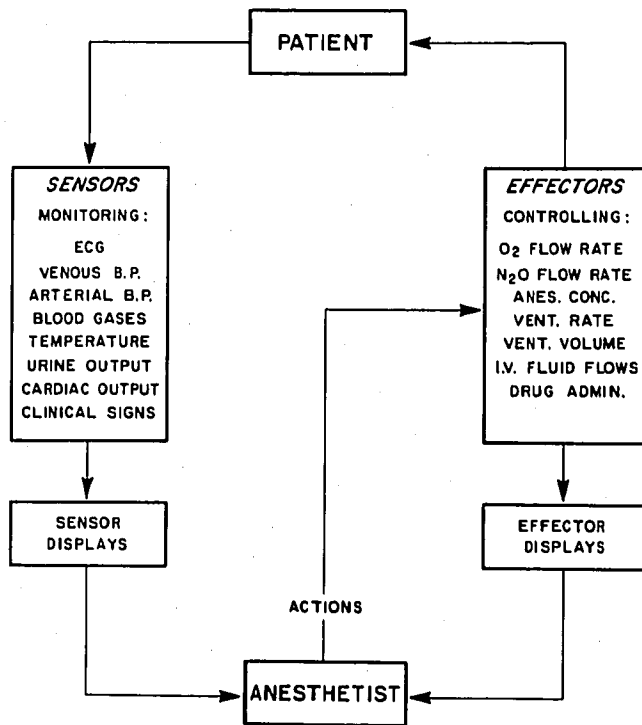 PATIENT
SENSORS
MONITORING:
ECG
VENOUS B.P.
ARTERIAL B.P.
BLOOD GASES
TEMPERATURE
URINE OUTPUT
CARDIAC OUTPUT
CLINICAL SIGNS
EFFECTORS
CONTROLLING:
O₂ FLOW RATE
N₂O FLOW RATE
ANES. CONC.
VENT. RATE
VENT. VOLUME
I.V. FLUID FLOWS
DRUG ADMIN.
SENSOR
DISPLAYS
EFFECTOR
DISPLAYS
ACTIONS
ANESTHETIST